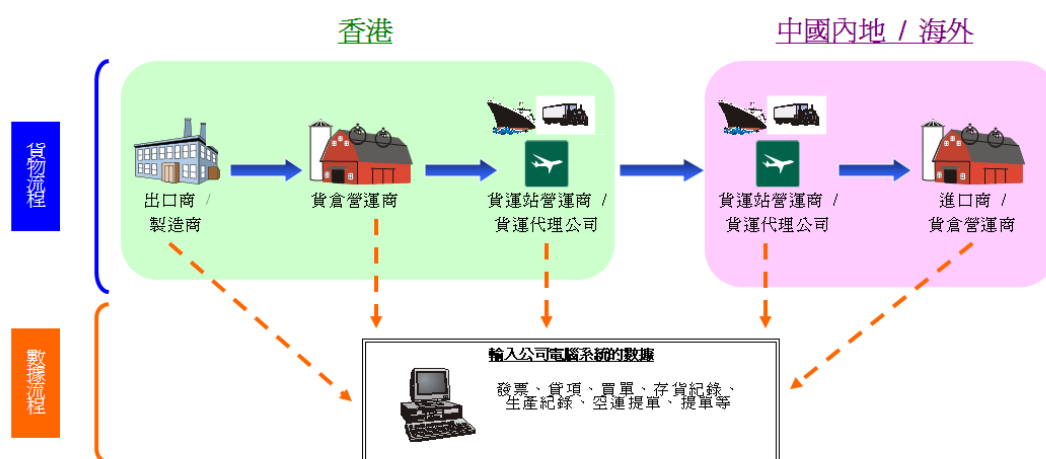 香港
中國內地 / 海外
貨物流程
出口商 /
製造商
貨倉營運商
貨運站營運商 /
貨運代理公司
貨運站營運商 /
貨運代理公司
進口商 /
貨倉營運商
數據流程
輸入公司電腦系統的數據
發票、貸項、買單、存貨紀錄、
生產紀錄、空運提單、提單等